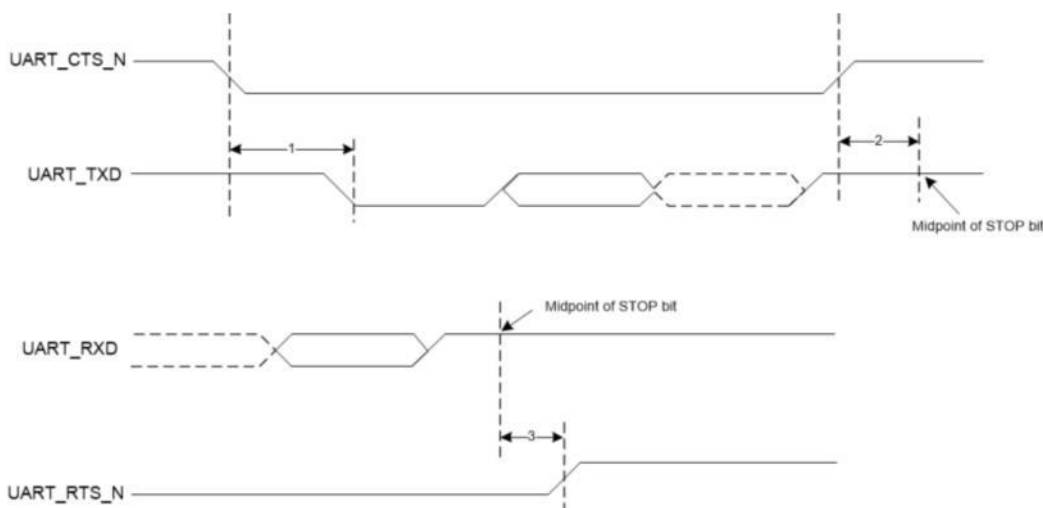 UART_CTS_N
1
2
UART_TXD
Midpoint of STOP bit
Midpoint of STOP bit
UART_RXD
3
UART_RTS_N